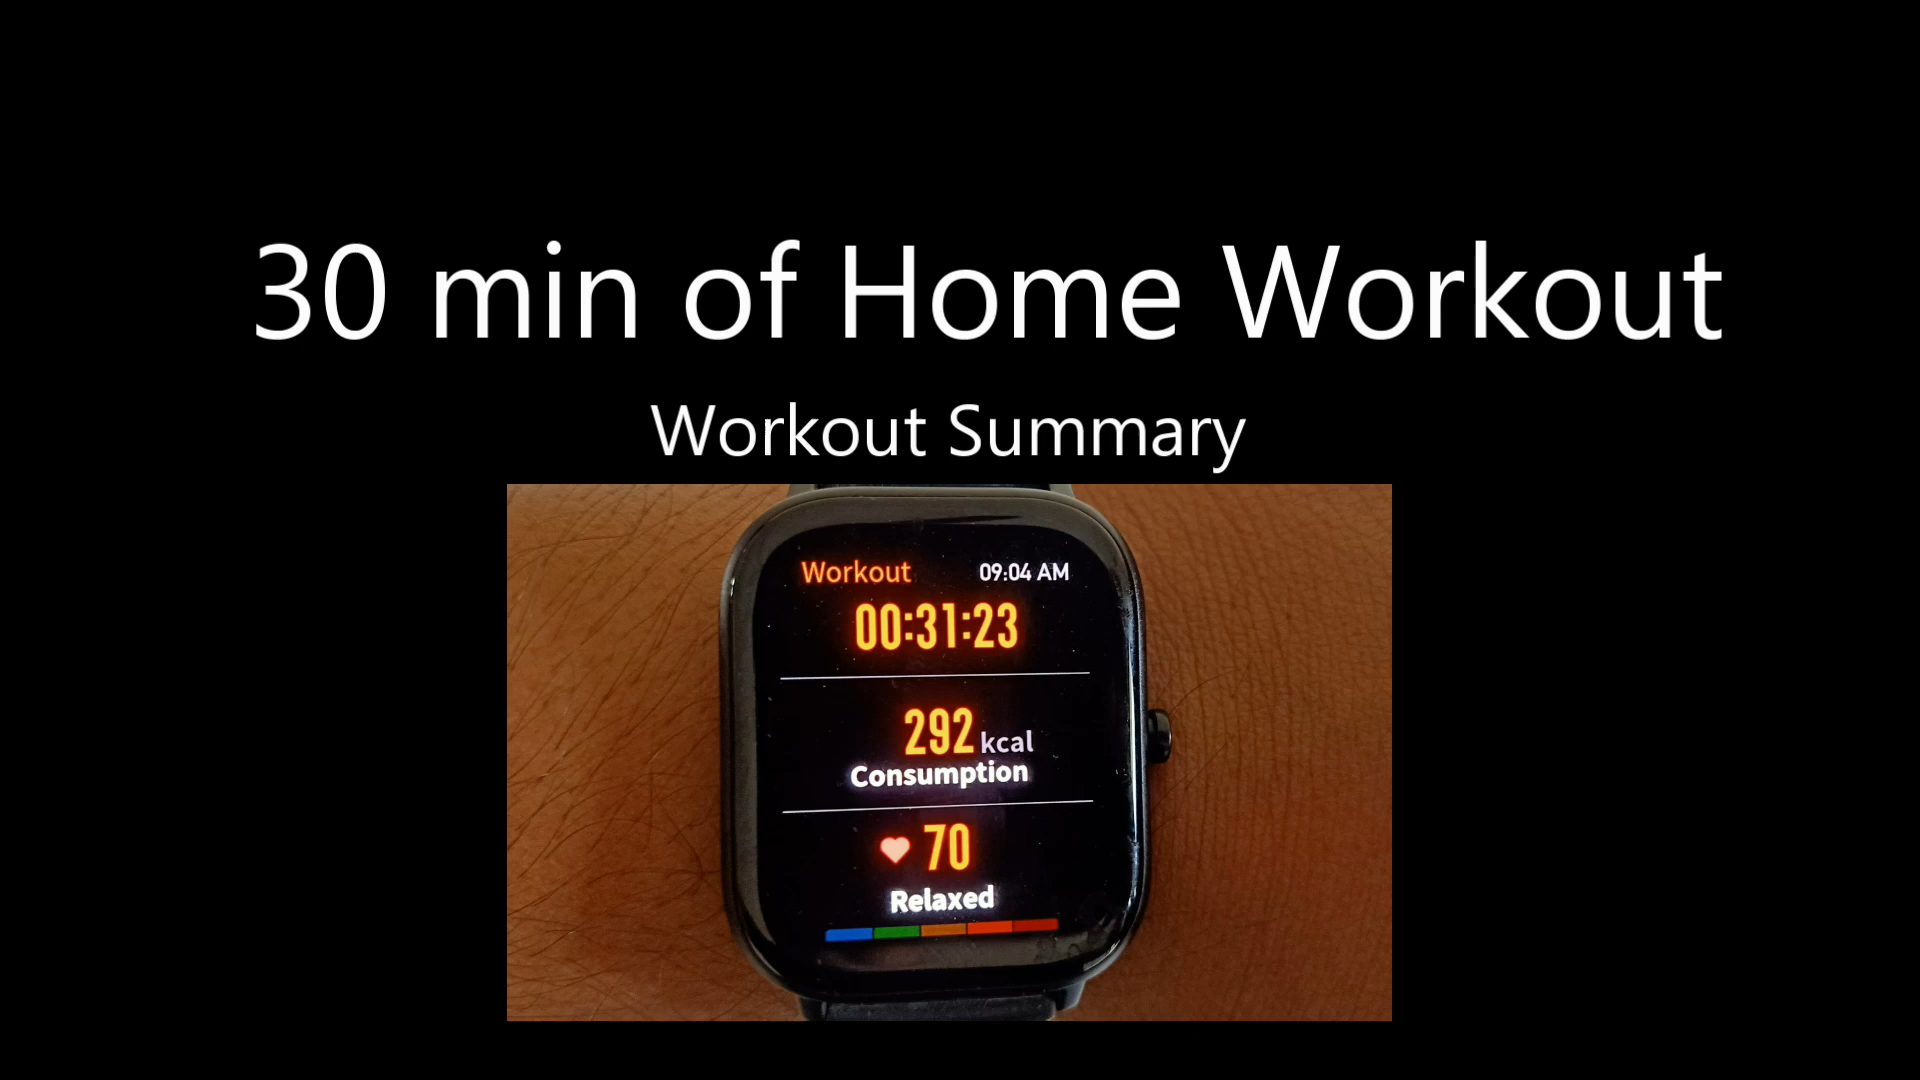 30 min of Home Workout
Workout Summary
Workout 09:04 AM
00:31:23
292 kcal
Consumption
70
Relaxed